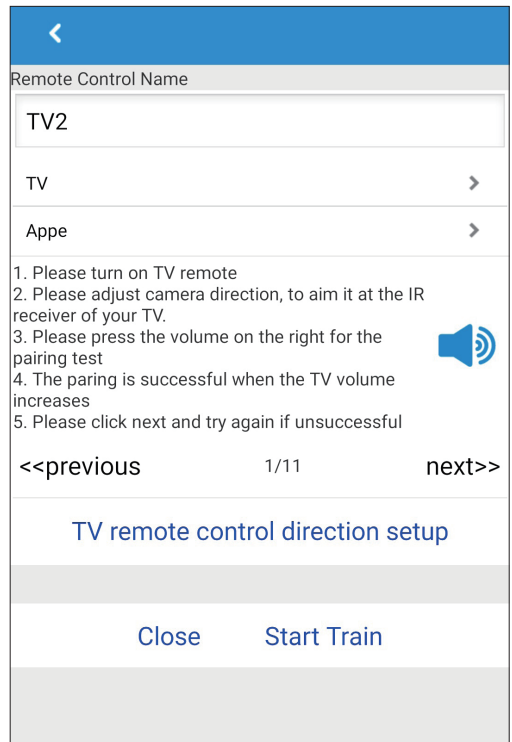 Remote Control Name
TV2
TV
Appe
1. Please turn on TV remote
2. Please adjust camera direction, to aim it at the IR
receiver of your TV.
3. Please press the volume on the right for the
pairing test
4. The paring is successful when the TV volume
increases
5. Please click next and try again if unsuccessful
<<previous 1/11 next>>
TV remote control direction setup
Close Start Train